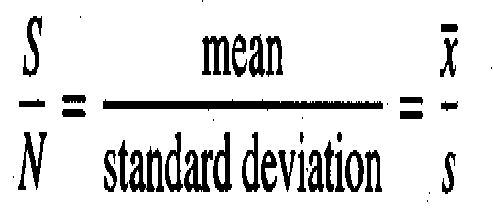 S/N = mean/standard deviation = x̄/s